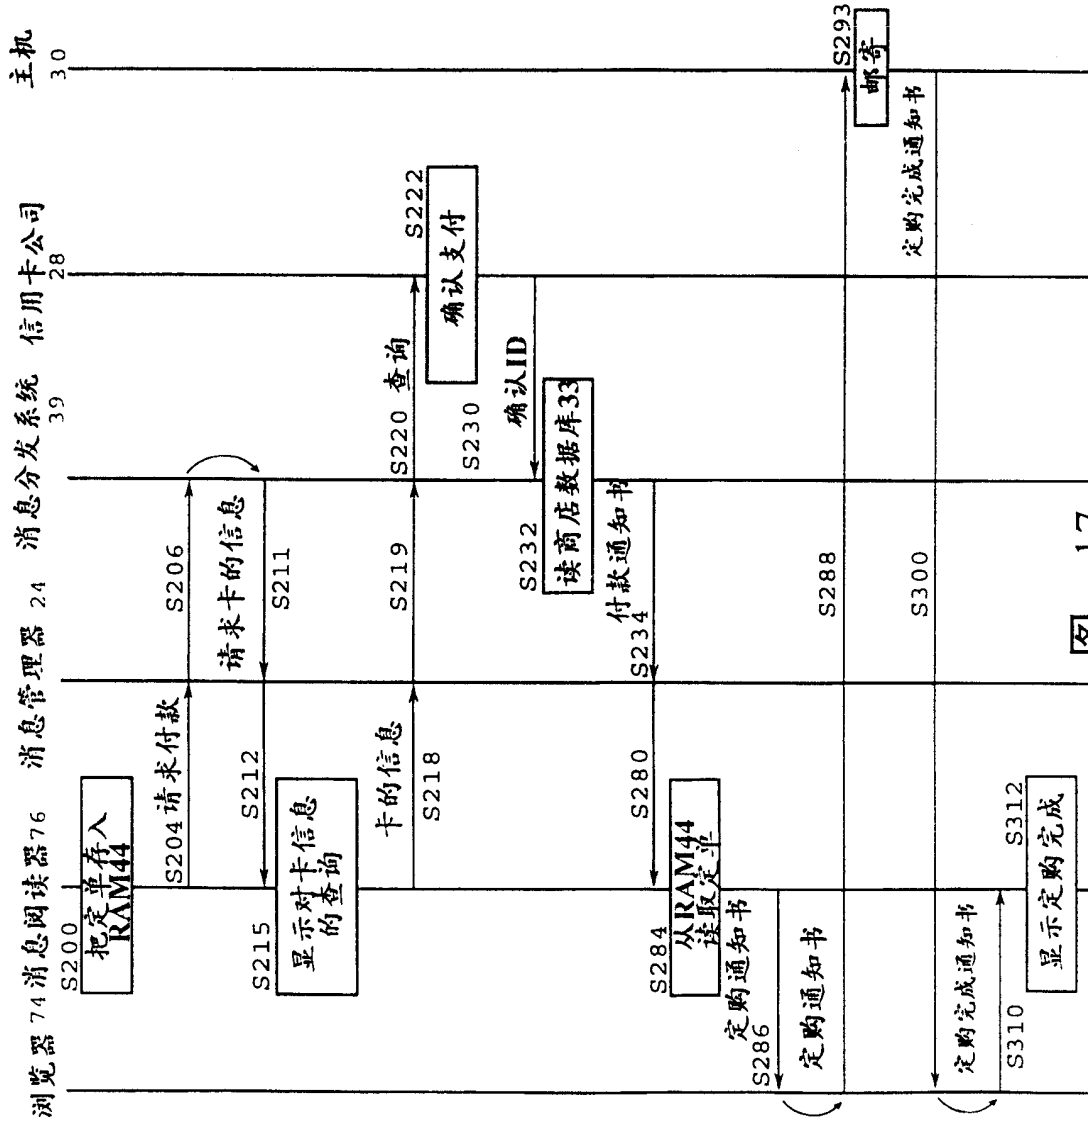 浏览器 74
消息阅读器76
消息管理器 24
消息分发系统
39
信用卡公司
28
主机
30
S200
把定单存入
RAM44
S204
请求付款
S206
请求卡的信息
S211
S212
S215
显示对卡信息
的查询
卡的信息
S218
S219
S220
查询
S222
确认支付
S230
确认ID
S232
读商店数据库33
付款通知书
S234
S280
S284
从RAM44
读取定单
定购通知书
S286
定购通知书
S288
S293
邮寄
定购完成通知书
S300
定购完成通知书
S310
S312
显示定购完成
图 17